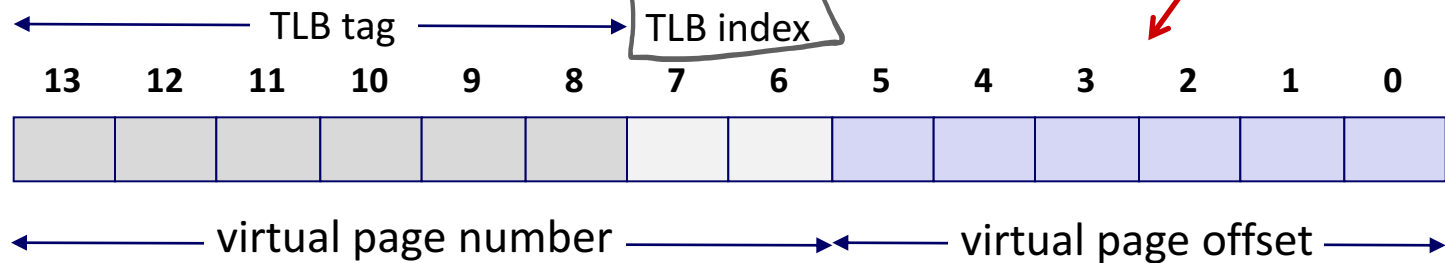 TLB tag TLB index
13 12 11 10 9 8 7 6 5 4 3 2 1 0
virtual page number virtual page offset